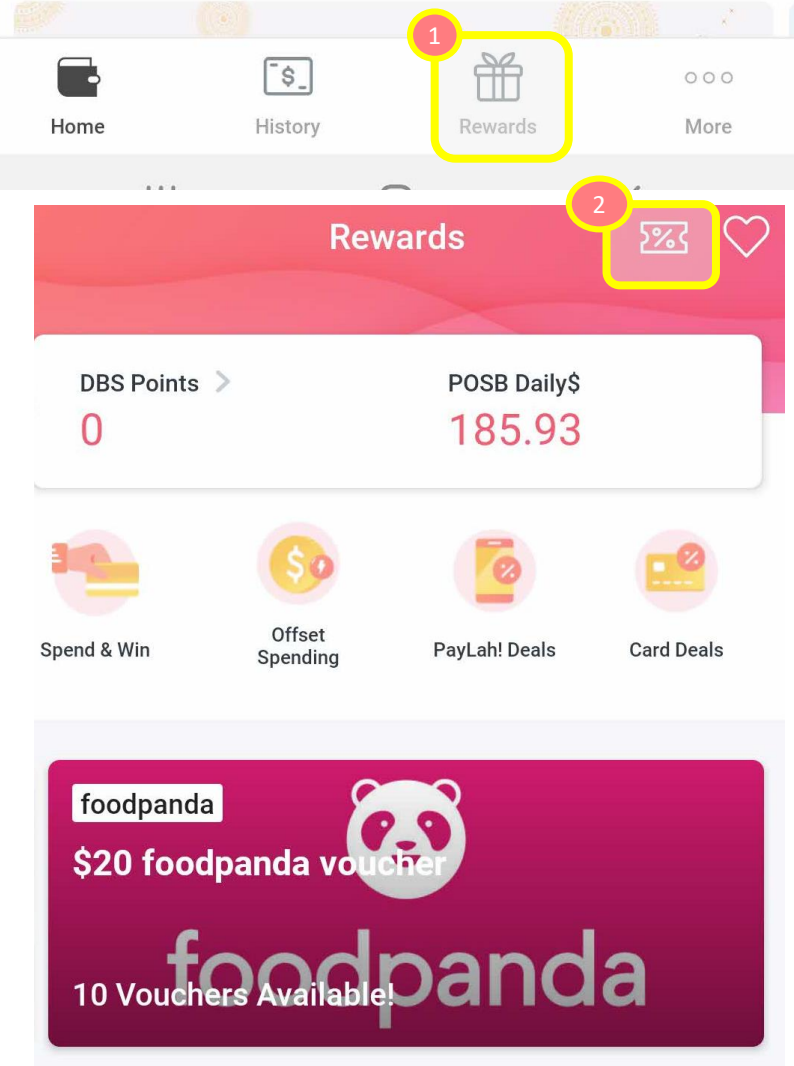 1
Home
History
Rewards
More
2
Rewards
DBS Points
POSB Daily$
0
185.93
Spend & Win
Offset
Spending
PayLah! Deals
Card Deals
foodpanda
$20 foodpanda voucher
foodpanda
10 Vouchers Available!